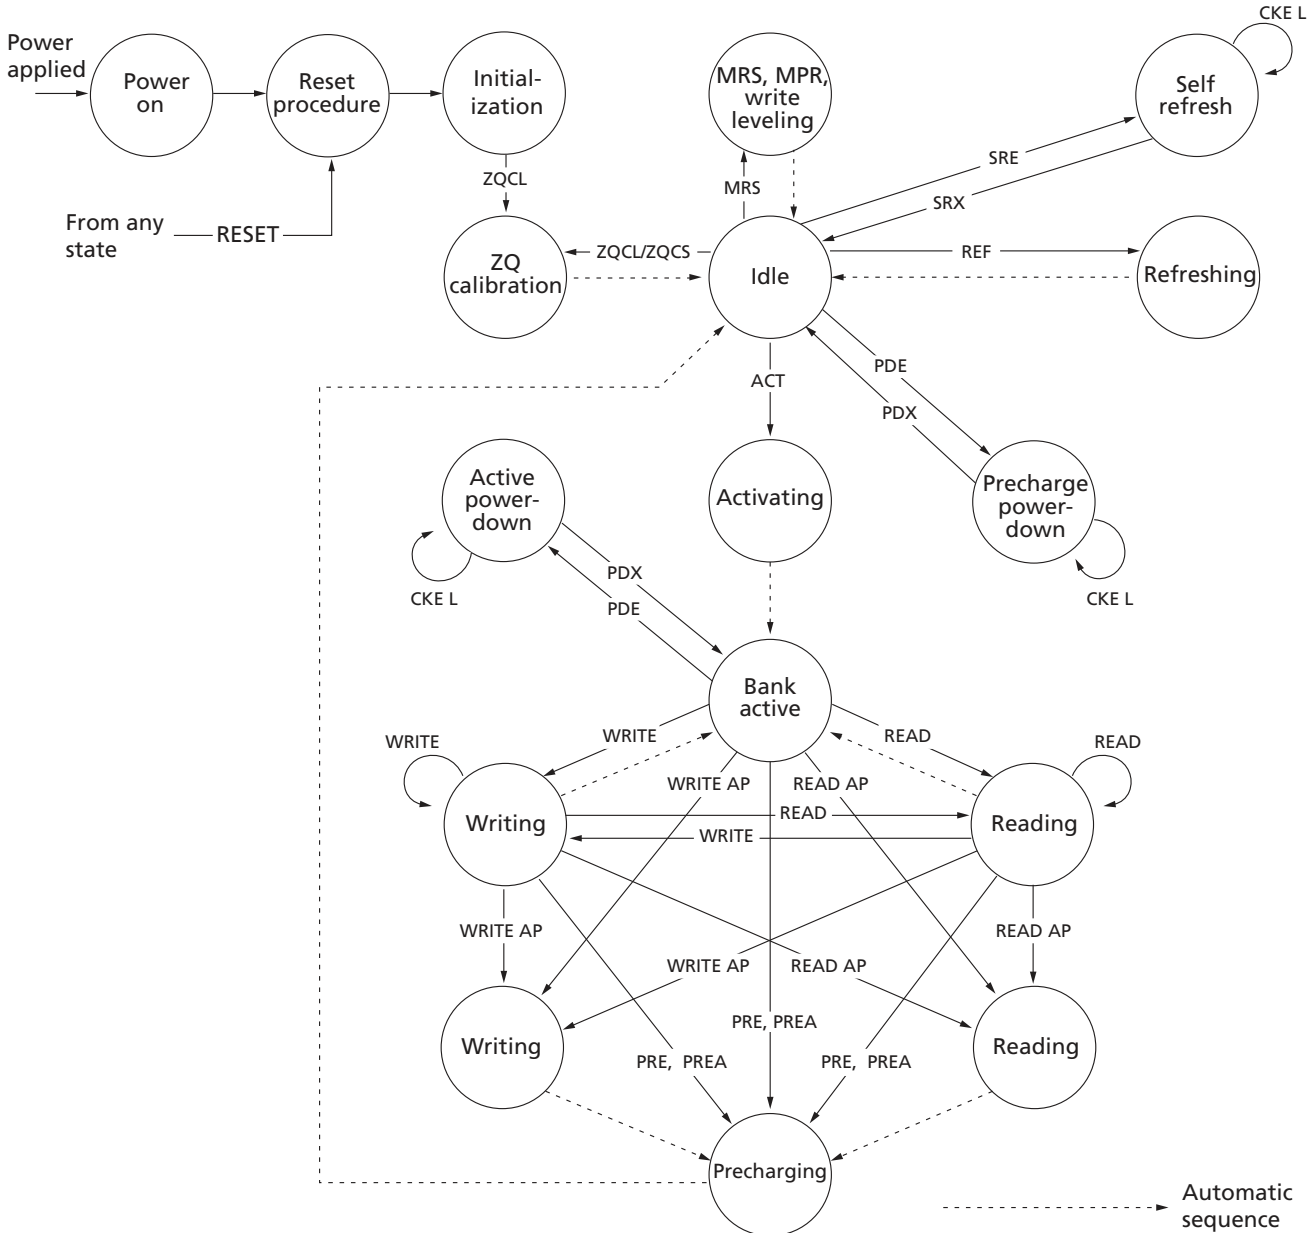 CKE L
Power
applied
Power
on
Reset
procedure
Initial-
ization
MRS, MPR,
write
leveling
Self
refresh
SRE
ZQCL
MRS
SRX
From any
state
RESET
ZQ
calibration
ZQCL/ZQCS
Idle
REF
Refreshing
PDE
ACT
PDX
Active
power-
down
Activating
Precharge
power-
down
PDX
CKE L
PDE
CKE L
Bank
active
WRITE
WRITE
READ
READ
WRITE AP
READ AP
Writing
READ
Reading
WRITE
WRITE AP
READ AP
WRITE AP
READ AP
PRE, PREA
Writing
Reading
PRE, PREA
PRE, PREA
Precharging
Automatic
sequence